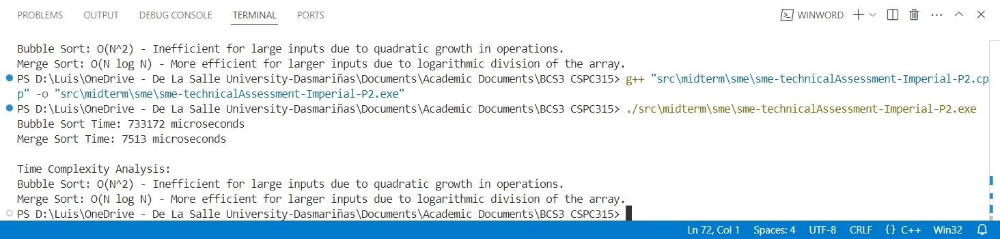 PROBLEMS OUTPUT DEBUG CONSOLE TERMINAL PORTS WINWORD
Bubble Sort: O(N^2) - Inefficient for large inputs due to quadratic growth in operations.
Merge Sort: O(N log N) - More efficient for larger inputs due to logarithmic division of the array.
PS D:\Luis\OneDrive - De La Salle University-Dasmariñas\Documents\Academic Documents\BCS3 CSPC315> g++ "src\midterm\sme\sme-technicalAssessment-Imperial-P2.cp
p" -o "src\midterm\sme\sme-technicalAssessment-Imperial-P2.exe"
PS D:\Luis\OneDrive - De La Salle University-Dasmariñas\Documents\Academic Documents\BCS3 CSPC315> ./src\midterm\sme\sme-technicalAssessment-Imperial-P2.exe
Bubble Sort Time: 733172 microseconds
Merge Sort Time: 7513 microseconds
Time Complexity Analysis:
Bubble Sort: O(N^2) - Inefficient for large inputs due to quadratic growth in operations.
Merge Sort: O(N log N) - More efficient for larger inputs due to logarithmic division of the array.
PS D:\Luis\OneDrive - De La Salle University-Dasmariñas\Documents\Academic Documents\BCS3 CSPC315>
Ln 72, Col 1 Spaces: 4 UTF-8 CRLF {} C++ Win32